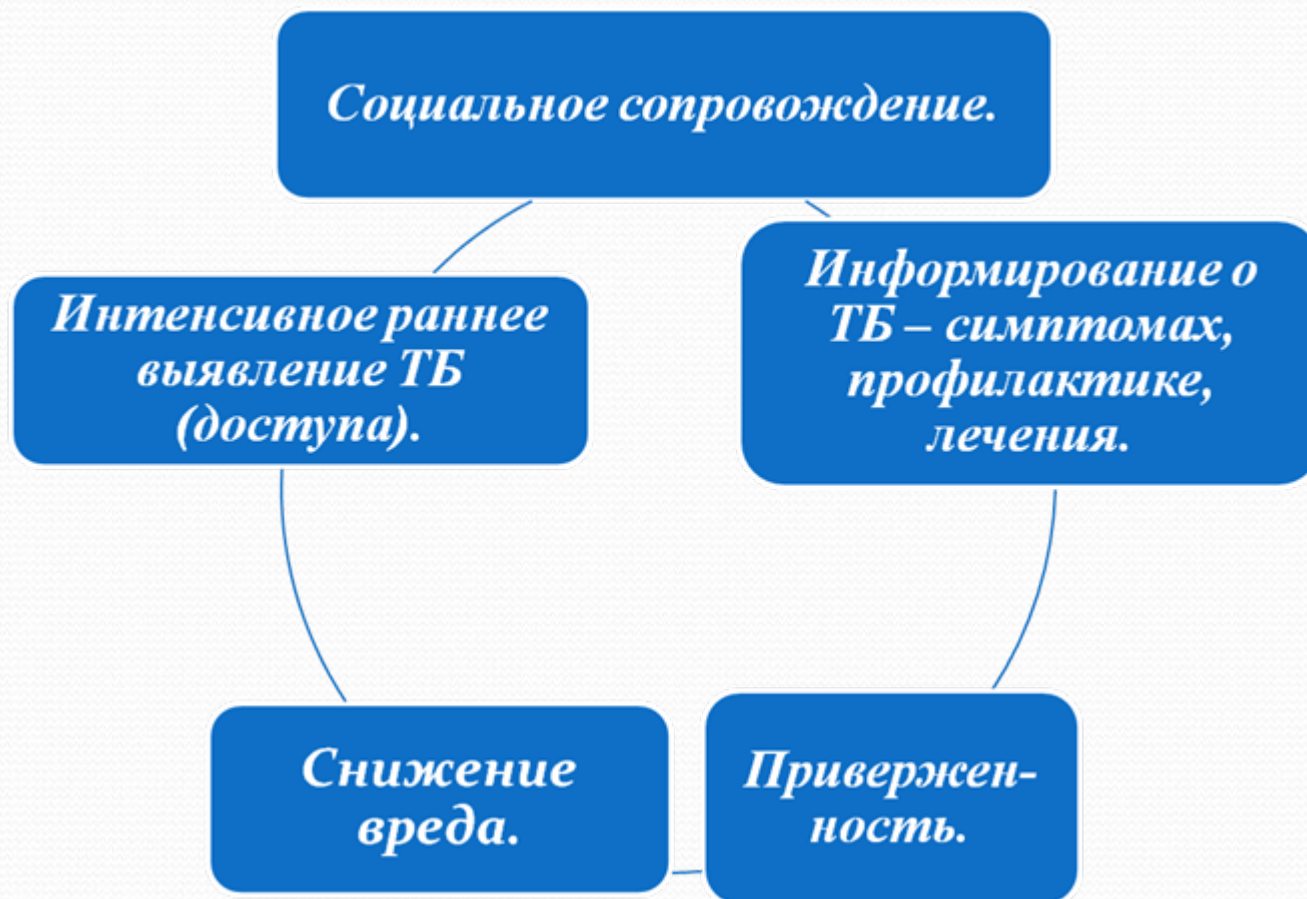 Социальное сопровождение.
Информирование о
ТБ – симптомах,
профилактике,
лечения.
Привержен-
ность.
Снижение
вреда.
Интенсивное раннее
выявление ТБ
(доступа).